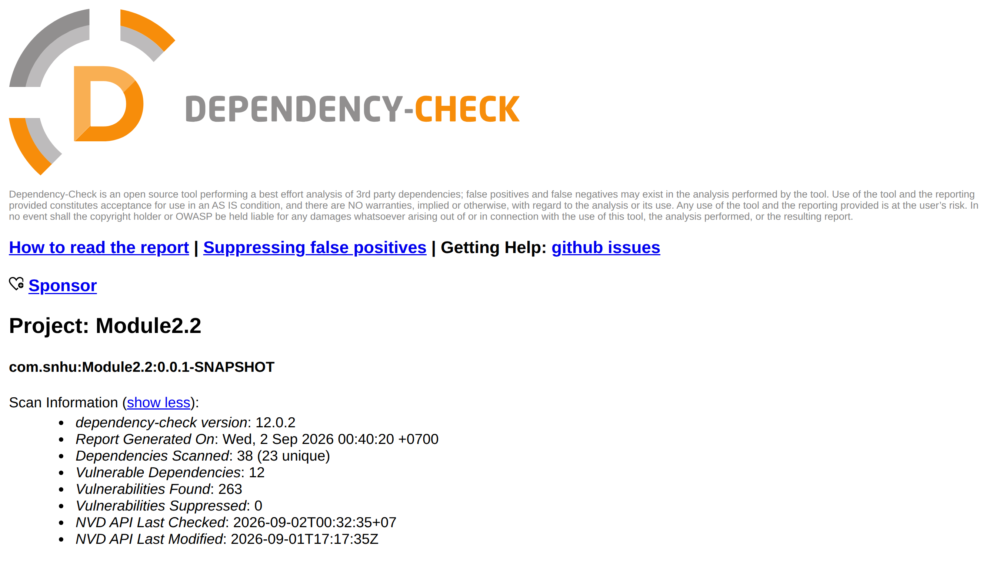 DEPENDENCY-CHECK
Dependency-Check is an open source tool performing a best effort analysis of 3rd party dependencies; false positives and false negatives may exist in the analysis performed by the tool. Use of the tool and the reporting
provided constitutes acceptance for use in an AS IS condition, and there are NO warranties, implied or otherwise, with regard to the analysis or its use. Any use of the tool and the reporting provided is at the user’s risk. In
no event shall the copyright holder or OWASP be held liable for any damages whatsoever arising out of or in connection with the use of this tool, the analysis performed, or the resulting report.
How to read the report | Suppressing false positives | Getting Help: github issues
Sponsor
Project: Module2.2
com.snhu:Module2.2:0.0.1-SNAPSHOT
Scan Information (show less):
• dependency-check version: 12.0.2
• Report Generated On: Wed, 2 Sep 2026 00:40:20 +0700
• Dependencies Scanned: 38 (23 unique)
• Vulnerable Dependencies: 12
• Vulnerabilities Found: 263
• Vulnerabilities Suppressed: 0
• NVD API Last Checked: 2026-09-02T00:32:35+07
• NVD API Last Modified: 2026-09-01T17:17:35Z